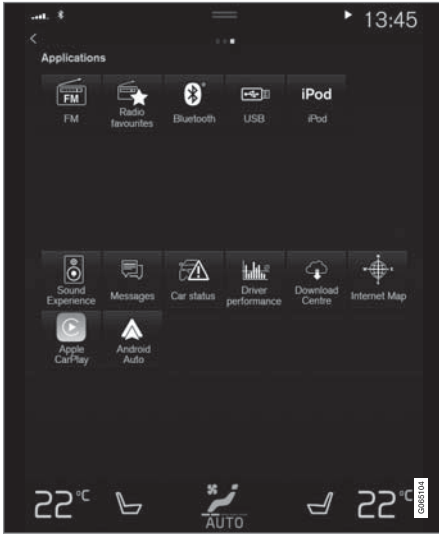 13:45
Applications
FM
iPod
FM
Radio
favourites
Bluetooth
USB
iPod
Sound
Experience
Messages
Car status
Driver
performance
Download
Centre
Internet Map
Apple
CarPlay
Android
Auto
22°C
AUTO
22°C
G065104